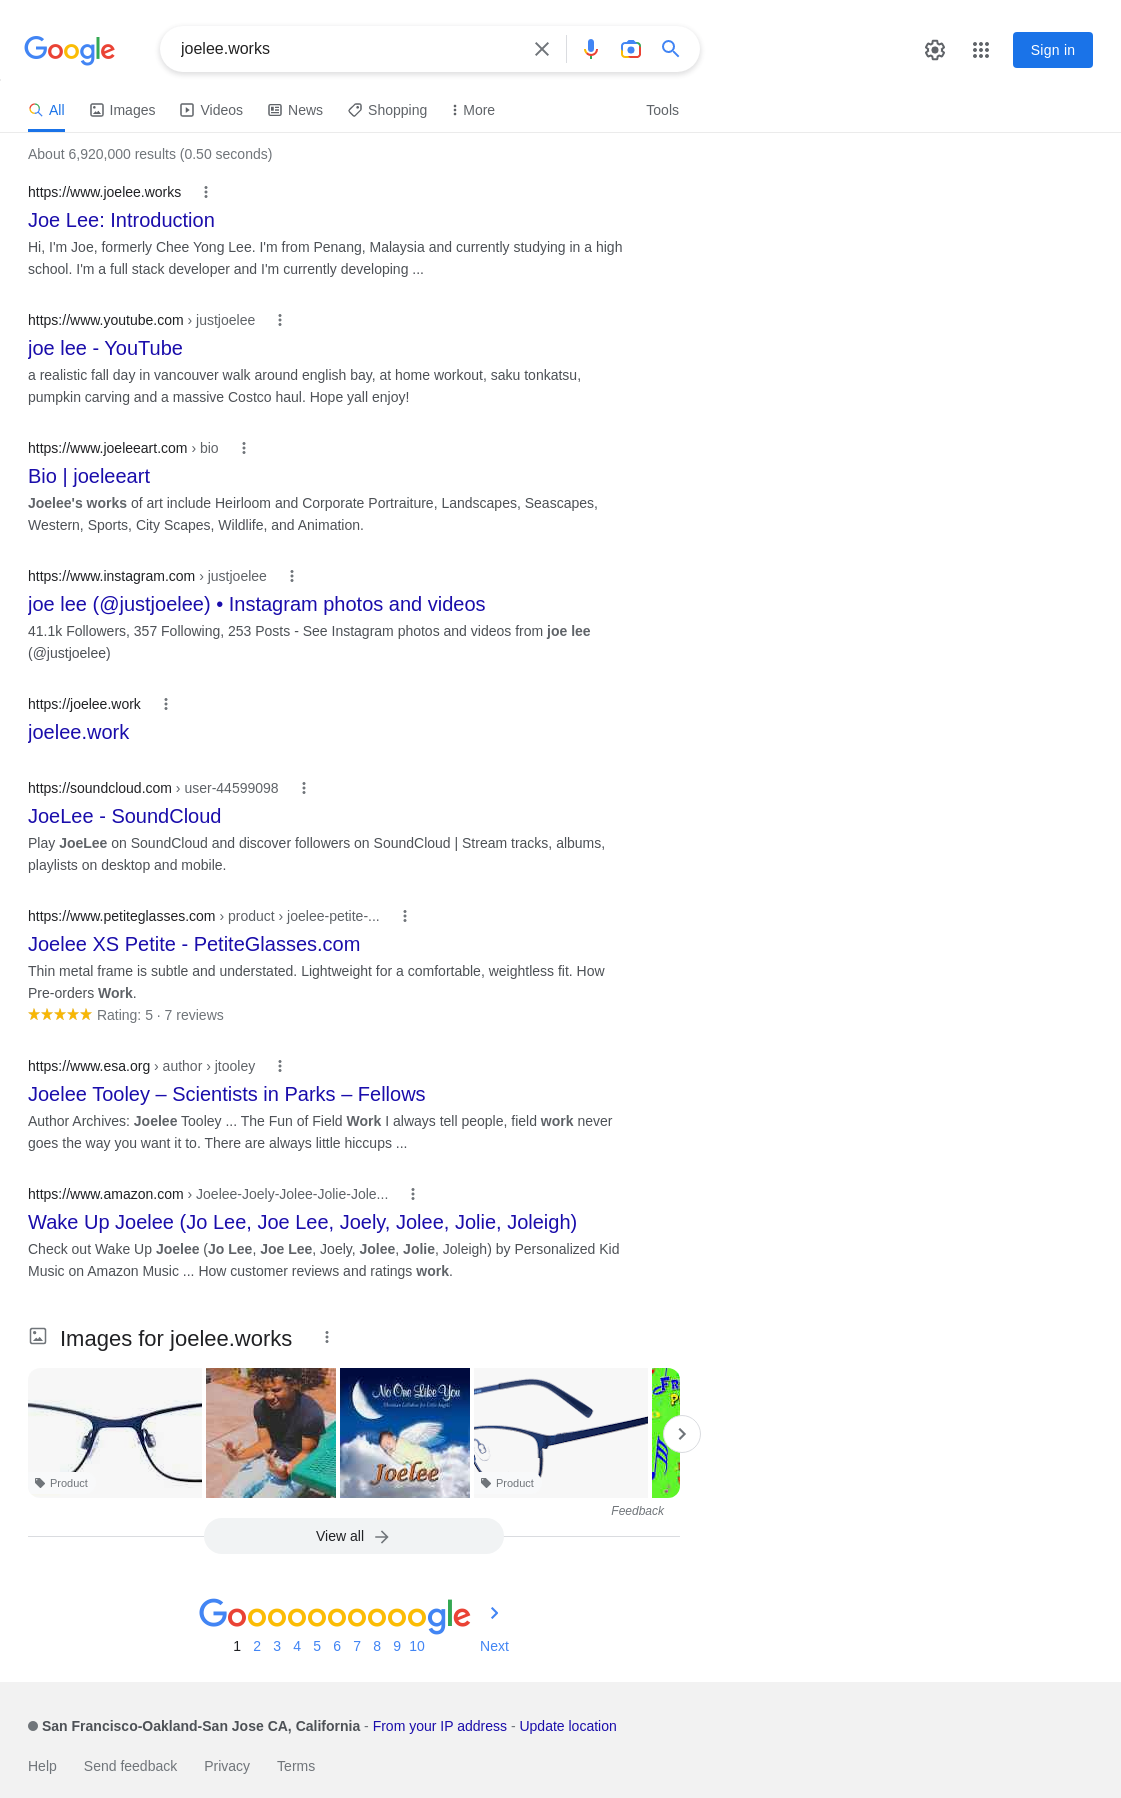 Google
joelee.works
Sign in
All Images Videos News Shopping More Tools
About 6,920,000 results (0.50 seconds)
https://www.joelee.works
Joe Lee: Introduction
Hi, I'm Joe, formerly Chee Yong Lee. I'm from Penang, Malaysia and currently studying in a high
school. I'm a full stack developer and I'm currently developing ...
https://www.youtube.com › justjoelee
joe lee - YouTube
a realistic fall day in vancouver walk around english bay, at home workout, saku tonkatsu,
pumpkin carving and a massive Costco haul. Hope yall enjoy!
https://www.joeleeart.com › bio
Bio | joeleeart
Joelee's works of art include Heirloom and Corporate Portraiture, Landscapes, Seascapes,
Western, Sports, City Scapes, Wildlife, and Animation.
https://www.instagram.com › justjoelee
joe lee (@justjoelee) • Instagram photos and videos
41.1k Followers, 357 Following, 253 Posts - See Instagram photos and videos from joe lee
(@justjoelee)
https://joelee.work
joelee.work
https://soundcloud.com › user-44599098
JoeLee - SoundCloud
Play JoeLee on SoundCloud and discover followers on SoundCloud | Stream tracks, albums,
playlists on desktop and mobile.
https://www.petiteglasses.com › product › joelee-petite-...
Joelee XS Petite - PetiteGlasses.com
Thin metal frame is subtle and understated. Lightweight for a comfortable, weightless fit. How
Pre-orders Work.
Rating: 5 · 7 reviews
https://www.esa.org › author › jtooley
Joelee Tooley – Scientists in Parks – Fellows
Author Archives: Joelee Tooley ... The Fun of Field Work I always tell people, field work never
goes the way you want it to. There are always little hiccups ...
https://www.amazon.com › Joelee-Joely-Jolee-Jolie-Jole...
Wake Up Joelee (Jo Lee, Joe Lee, Joely, Jolee, Jolie, Joleigh)
Check out Wake Up Joelee (Jo Lee, Joe Lee, Joely, Jolee, Jolie, Joleigh) by Personalized Kid
Music on Amazon Music ... How customer reviews and ratings work.
Images for joelee.works
No One Like You
Christian Lullabies for Little Angels
Joelee
Product
Product
Feedback
View all
Goooooooooogle
1 2 3 4 5 6 7 8 9 10 Next
San Francisco-Oakland-San Jose CA, California - From your IP address - Update location
Help Send feedback Privacy Terms